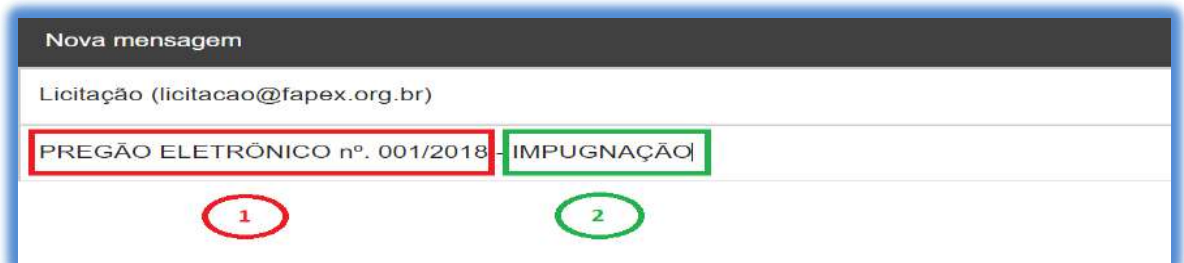 Nova mensagem
Licitação (licitacao@fapex.org.br)
PREGÃO ELETRÔNICO nº. 001/2018 - IMPUGNAÇÃO
1 2